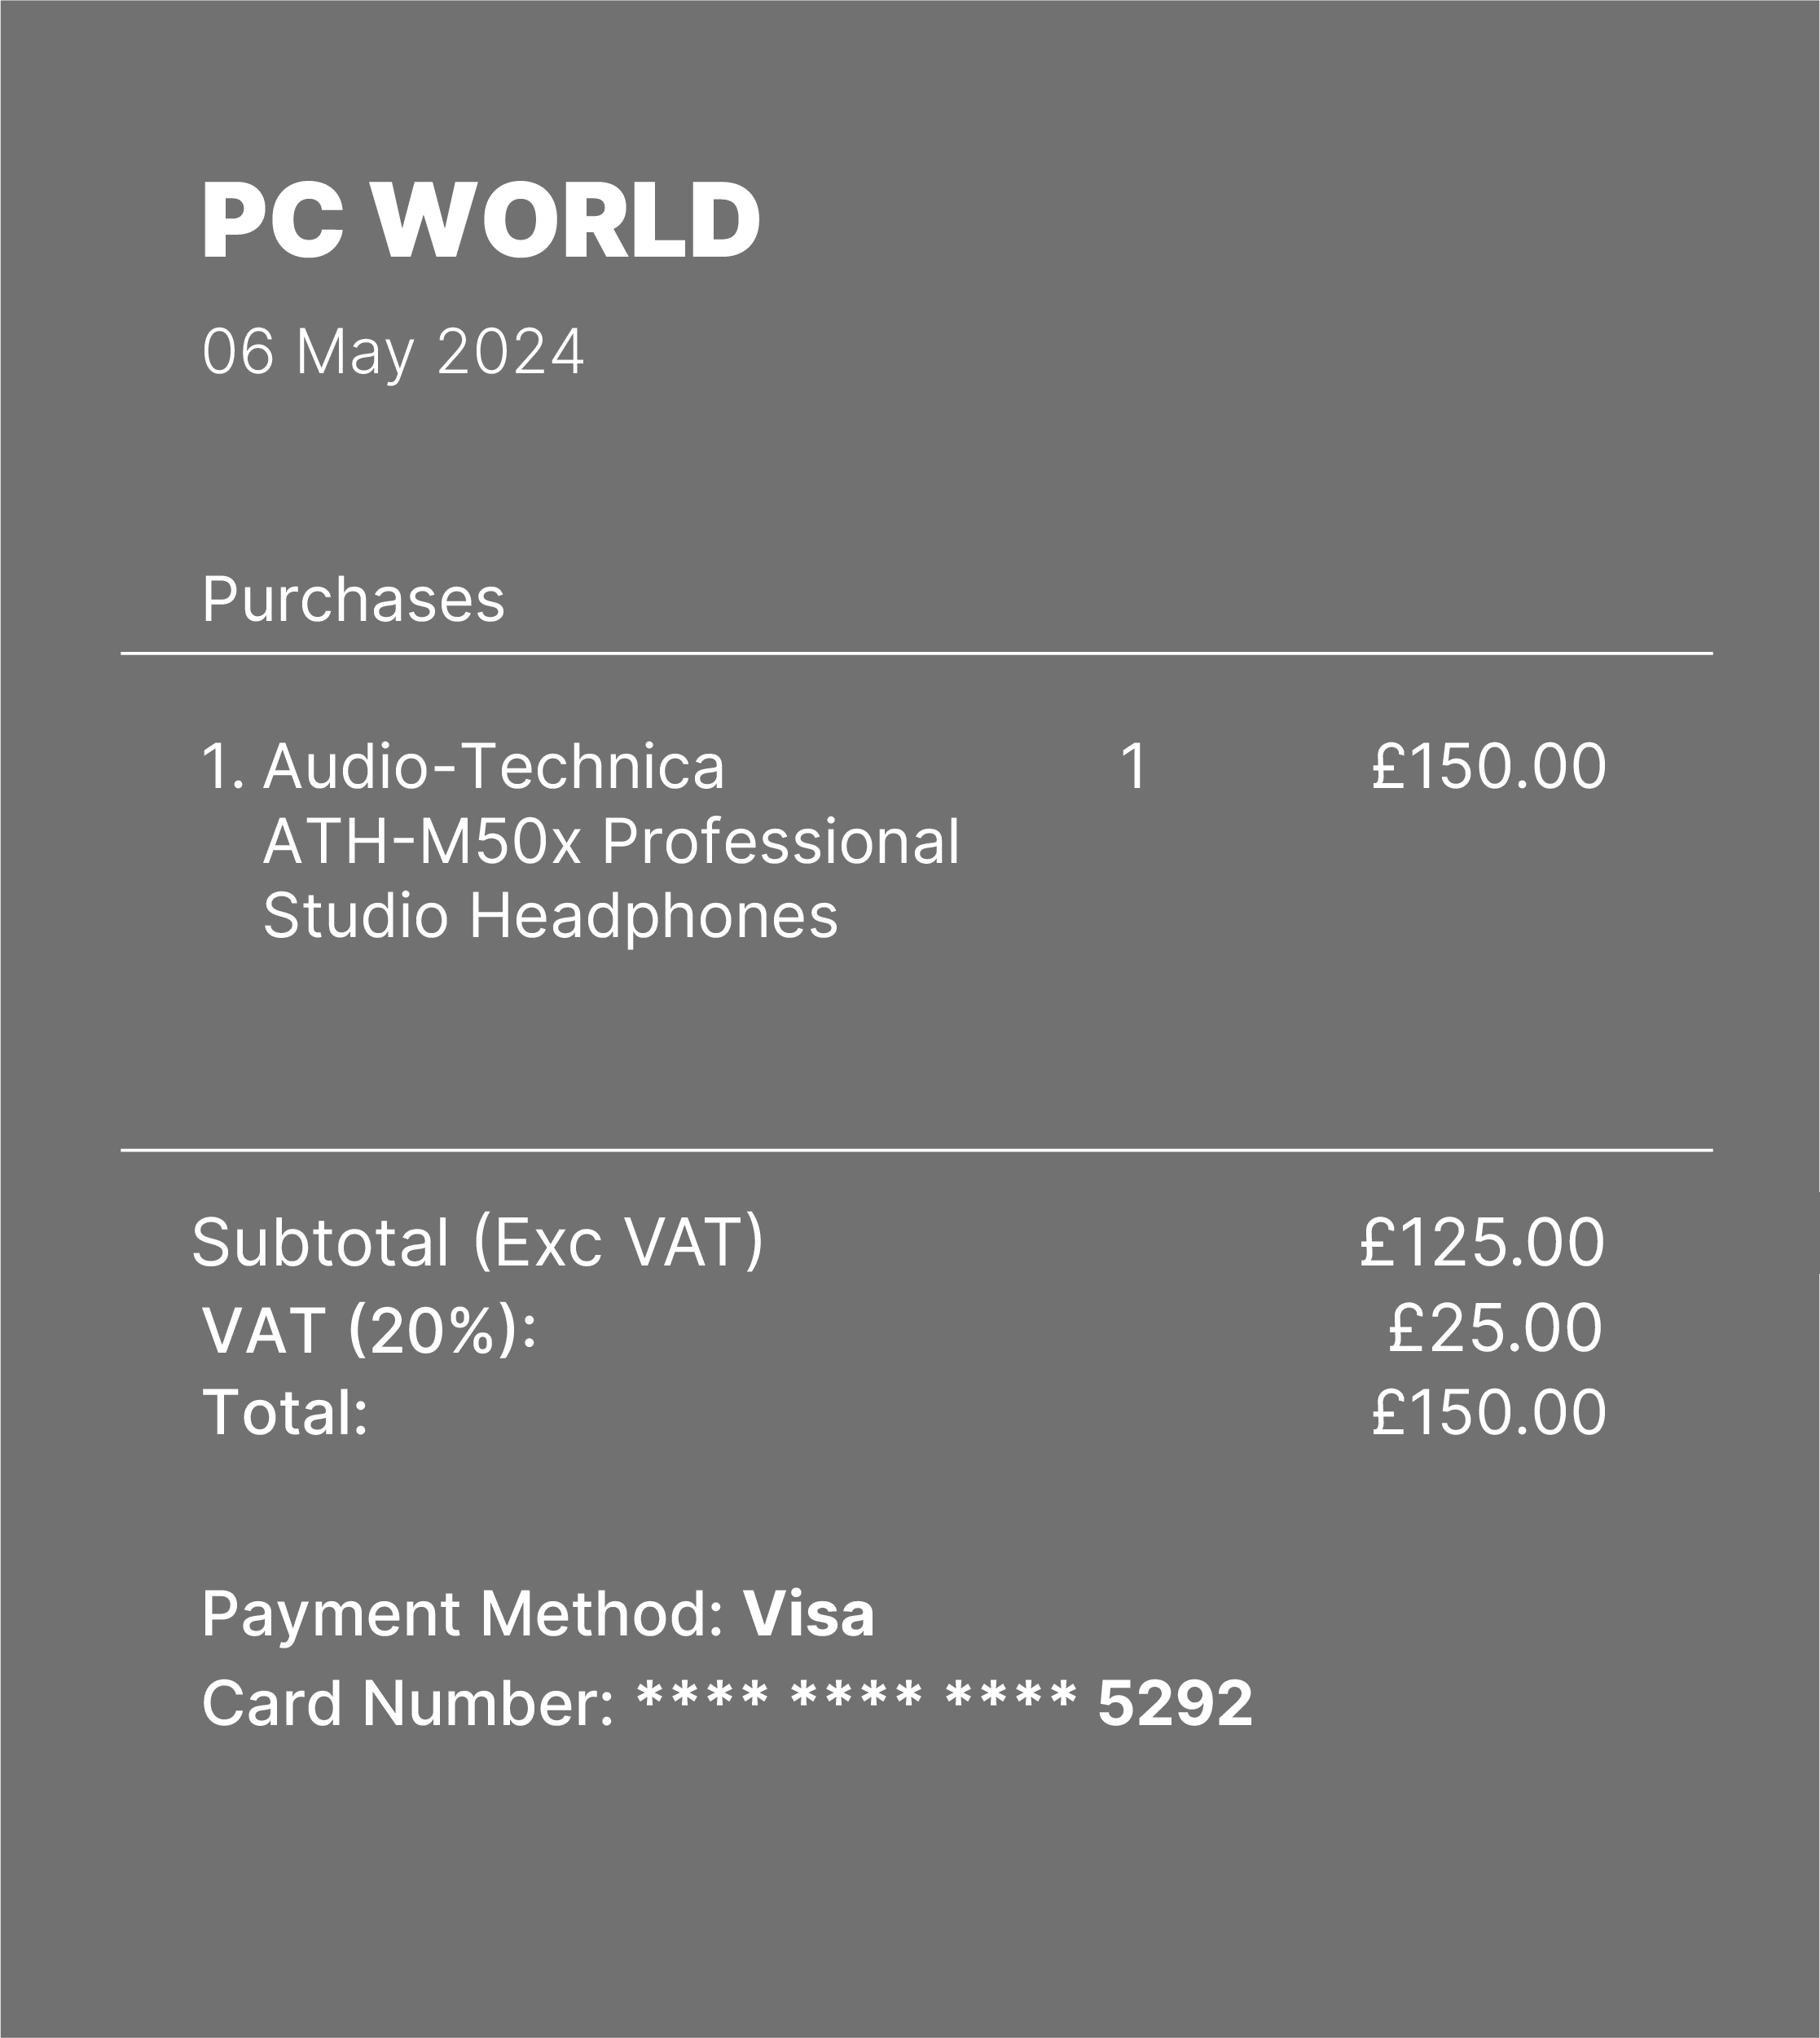 PC WORLD
06 May 2024
Purchases
1. Audio-Technica 1 £150.00
ATH-M50x Professional
Studio Headphones
Subtotal (Exc VAT) £125.00
VAT (20%): £25.00
Total: £150.00
Payment Method: Visa
Card Number: **** **** **** 5292